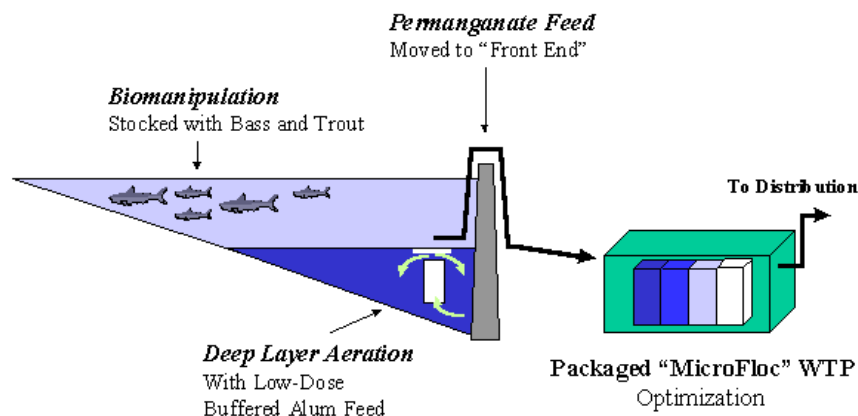 Permanganate Feed
Moved to “Front End”
Biomanipulation
Stocked with Bass and Trout
To Distribution
Deep Layer Aeration
With Low-Dose
Buffered Alum Feed
Packaged “MicroFloc” WTP
Optimization